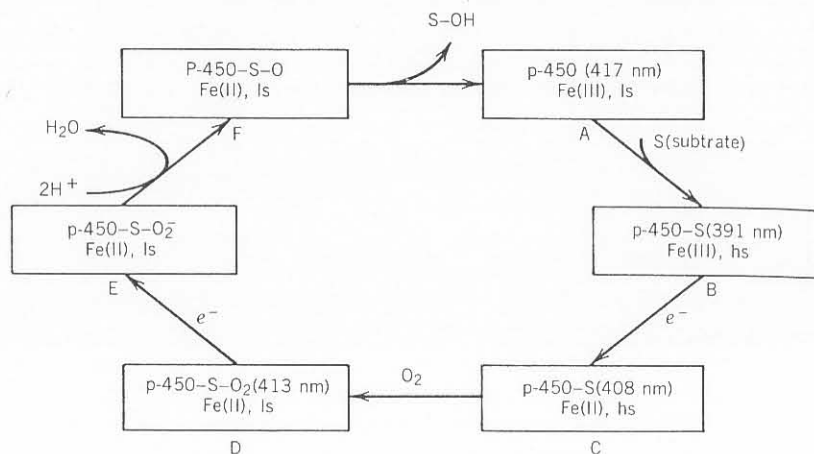 S–OH
P-450–S–O
Fe(II), ls
F
p-450 (417 nm)
Fe(III), ls
A
H₂O
2H⁺
S(subtrate)
p-450–S–O₂⁻
Fe(II), ls
E
p-450–S(391 nm)
Fe(III), hs
B
e⁻
e⁻
p-450–S–O₂(413 nm)
Fe(II), ls
D
O₂
p-450–S(408 nm)
Fe(II), hs
C